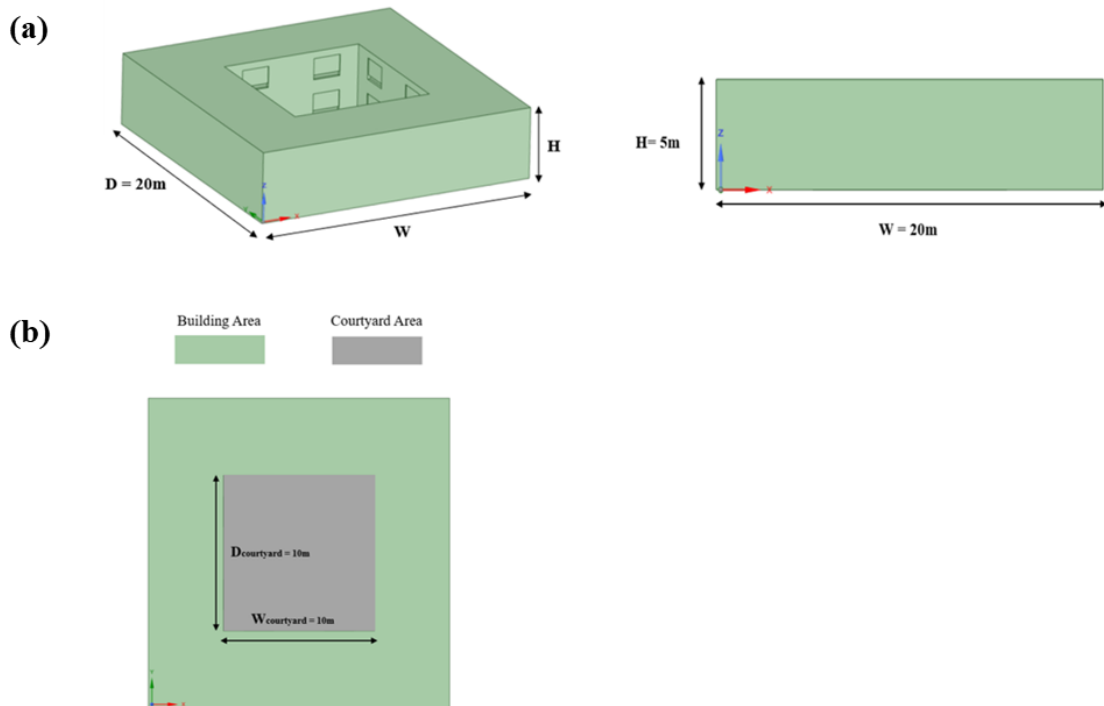 (a)
D = 20m
W
H
Z
X
H= 5m
Z
X
W = 20m
(b)
Building Area
Courtyard Area
Dcourtyard = 10m
Wcourtyard = 10m
Y
X